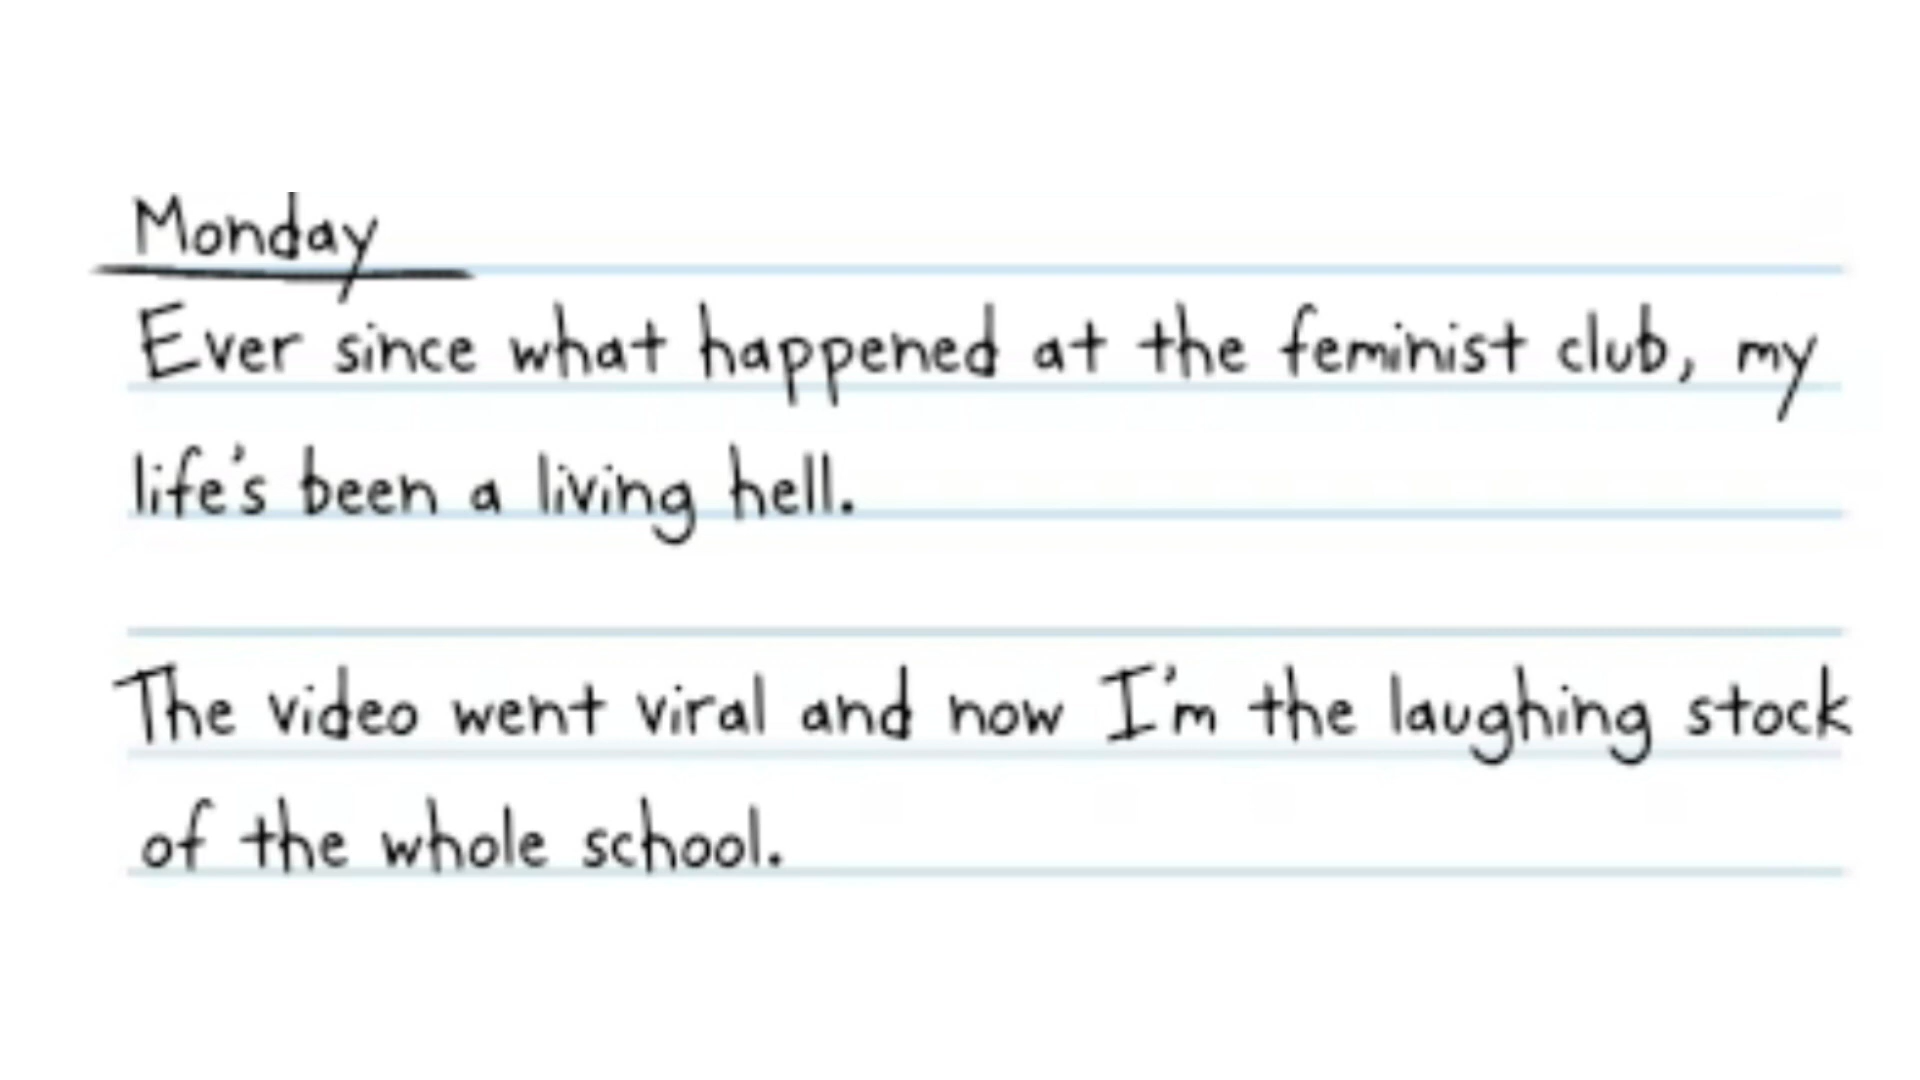 Monday
Ever since what happened at the feminist club, my
life's been a living hell.
The video went viral and now I'm the laughing stock
of the whole school.